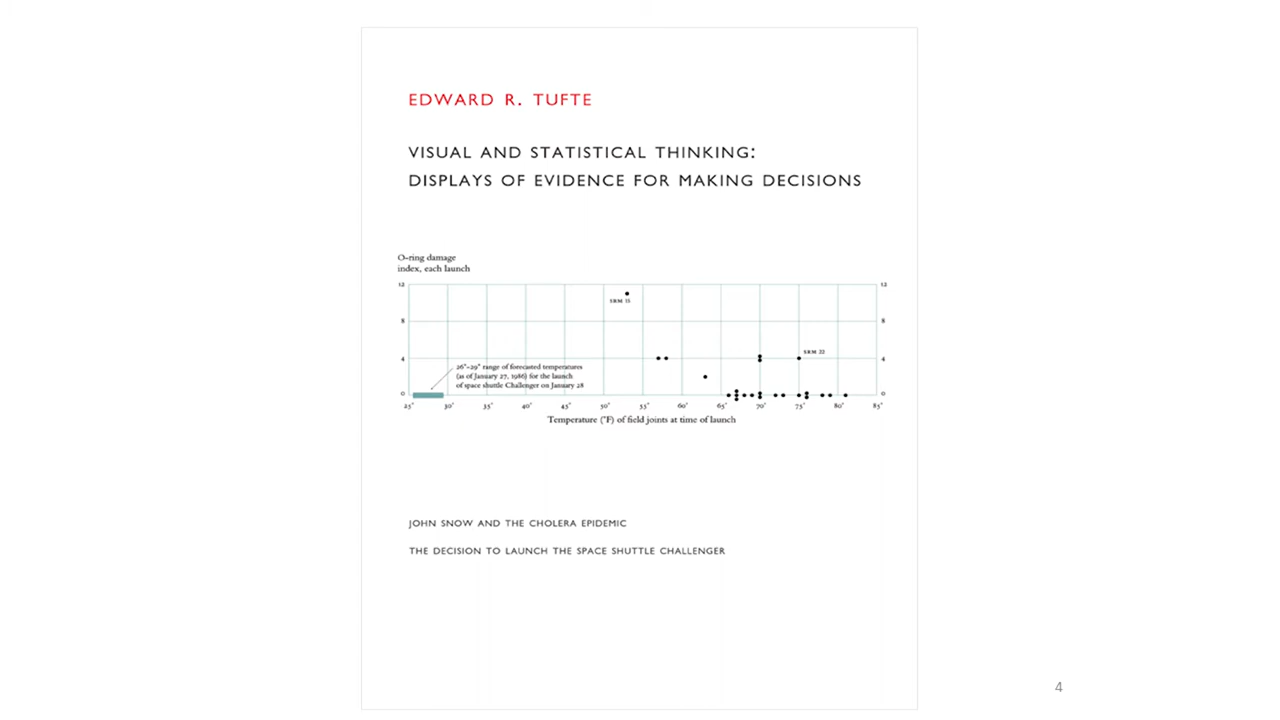 EDWARD R. TUFTE
VISUAL AND STATISTICAL THINKING:
DISPLAYS OF EVIDENCE FOR MAKING DECISIONS
O-ring damage
index, each launch
12 12
SRM 15
8 8
SRM 22
4 4
26°–29° range of forecasted temperatures
(as of January 27, 1986) for the launch
of space shuttle Challenger on January 28
0 0
25° 30° 35° 40° 45° 50° 55° 60° 65° 70° 75° 80° 85°
Temperature (°F) of field joints at time of launch
JOHN SNOW AND THE CHOLERA EPIDEMIC
THE DECISION TO LAUNCH THE SPACE SHUTTLE CHALLENGER
4